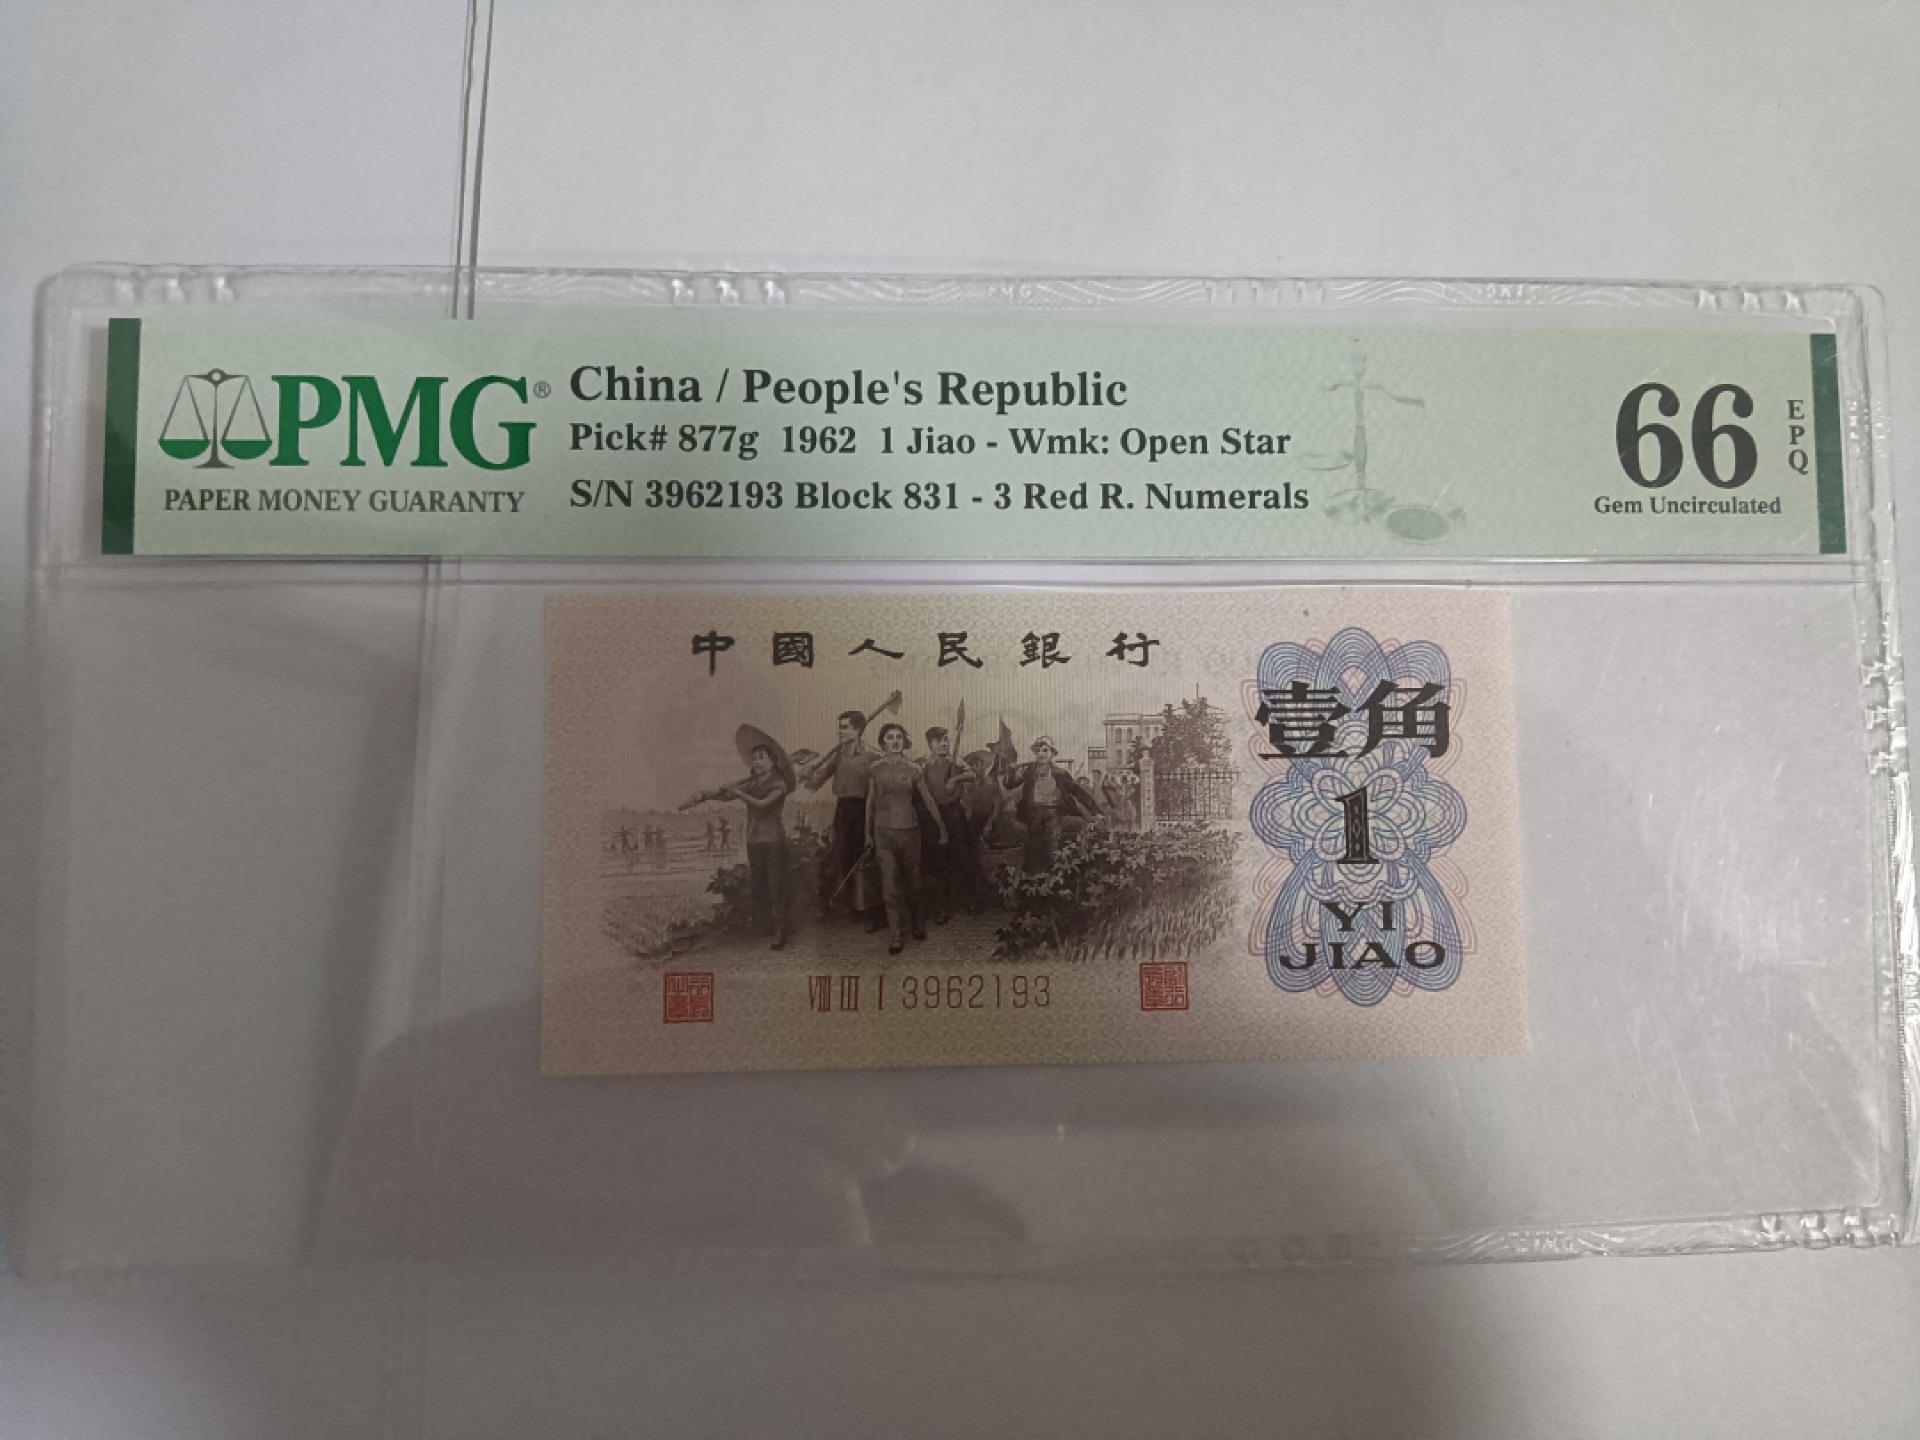 PMG®
PAPER MONEY GUARANTY
China / People's Republic
Pick# 877g 1962 1 Jiao - Wmk: Open Star
S/N 3962193 Block 831 - 3 Red R. Numerals
66
EPQ
Gem Uncirculated
中國人民銀行
壹角
1
YI
JIAO
VIII III I 3962193